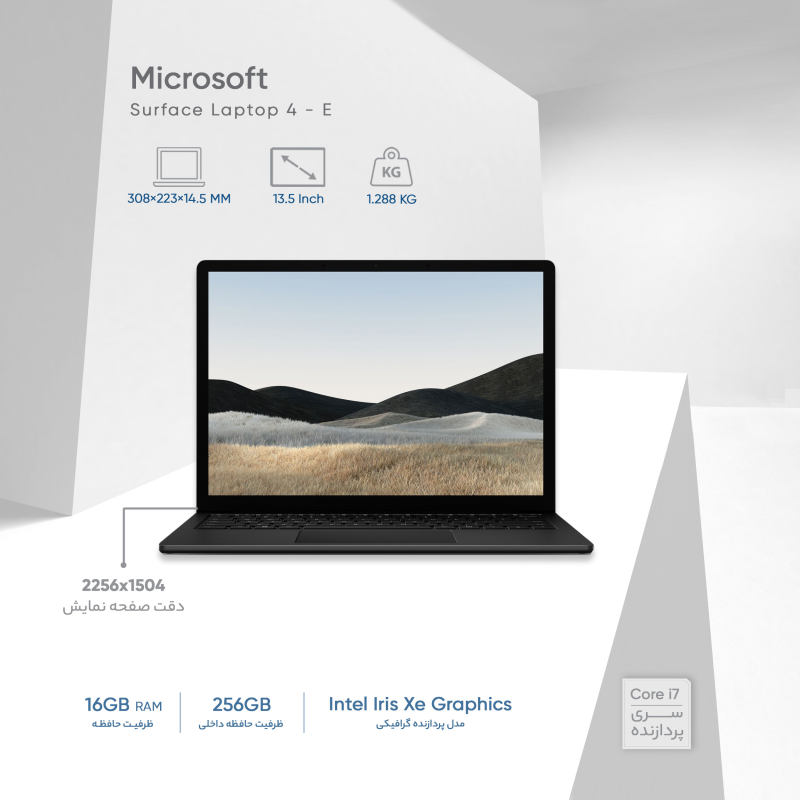 Microsoft
Surface Laptop 4 - E
KG
308×223×14.5 MM
13.5 Inch
1.288 KG
2256x1504
دقت صفحه نمایش
16GB RAM
ظرفیت حافظه
256GB
ظرفیت حافظه داخلی
Intel Iris Xe Graphics
مدل پردازنده گرافیکی
Core i7
سـری
پردازنده